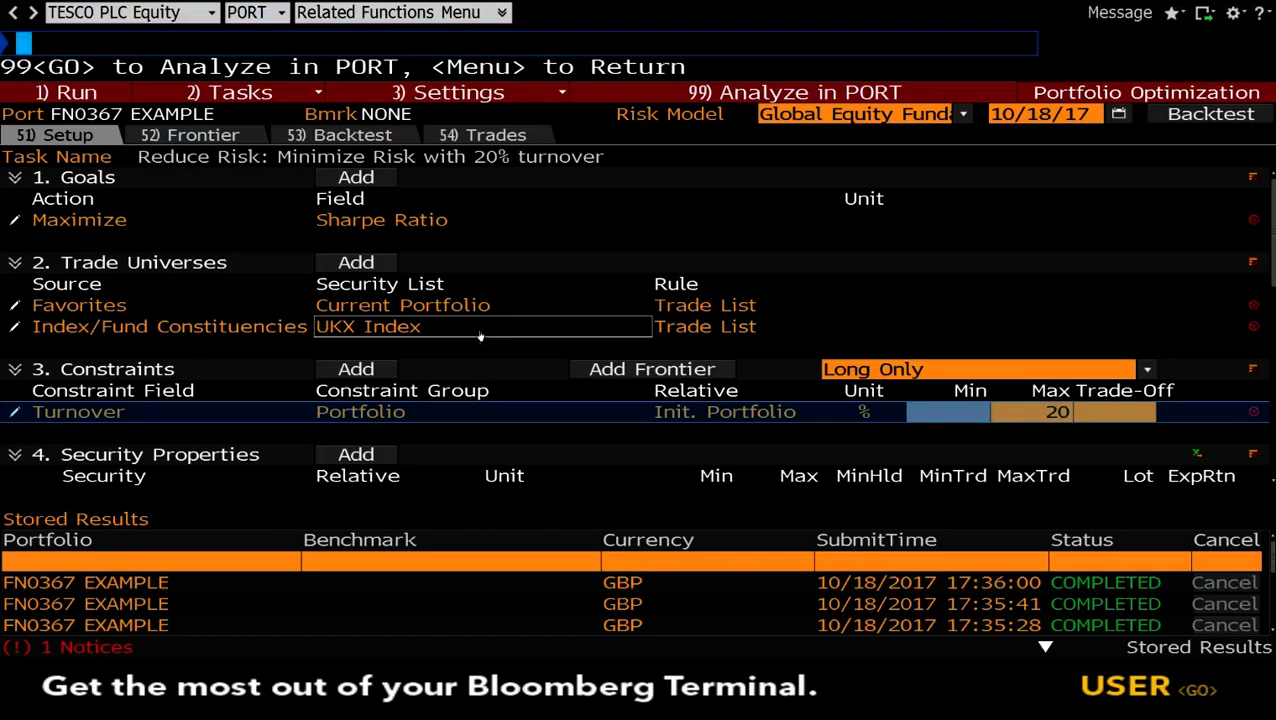 TESCO PLC Equity PORT Related Functions Menu Message ?
99<GO> to Analyze in PORT, <Menu> to Return
1) Run 2) Tasks 3) Settings 99) Analyze in PORT Portfolio Optimization
Port FN0367 EXAMPLE Bmrk NONE Risk Model Global Equity Funda 10/18/17 Backtest
51) Setup 52) Frontier 53) Backtest 54) Trades
Task Name Reduce Risk: Minimize Risk with 20% turnover
1. Goals Add
Action Field Unit
Maximize Sharpe Ratio
2. Trade Universes Add
Source Security List Rule
Favorites Current Portfolio Trade List
Index/Fund Constituencies UKX Index Trade List
3. Constraints Add Add Frontier Long Only
Constraint Field Constraint Group Relative Unit Min Max Trade-Off
Turnover Portfolio Init. Portfolio % 20
4. Security Properties Add
Security Relative Unit Min Max MinHld MinTrd MaxTrd Lot ExpRtn
Stored Results
Portfolio Benchmark Currency SubmitTime Status Cancel
FN0367 EXAMPLE GBP 10/18/2017 17:36:00 COMPLETED Cancel
FN0367 EXAMPLE GBP 10/18/2017 17:35:41 COMPLETED Cancel
FN0367 EXAMPLE GBP 10/18/2017 17:35:28 COMPLETED Cancel
(!) 1 Notices Stored Results
Get the most out of your Bloomberg Terminal. USER <GO>